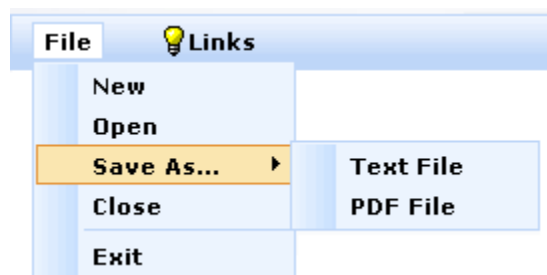 File Links
New
Open
Save As... Text File
Close PDF File
Exit